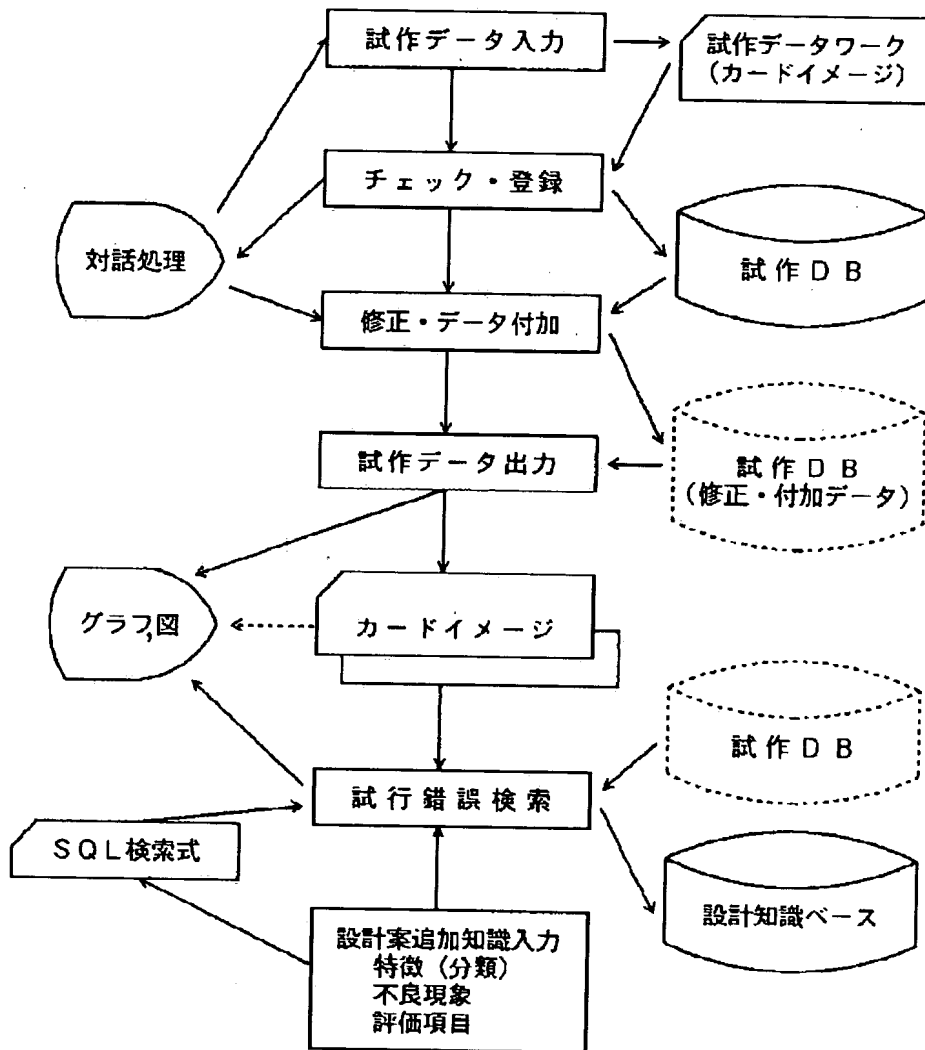 試作データ入力
試作データワーク
(カードイメージ)
チェック・登録
対話処理
試作ＤＢ
修正・データ付加
試作データ出力
試作ＤＢ
(修正・付加データ)
グラフ,図
カードイメージ
試作ＤＢ
試行錯誤検索
ＳＱＬ検索式
設計知識ベース
設計案追加知識入力
特徴(分類)
不良現象
評価項目